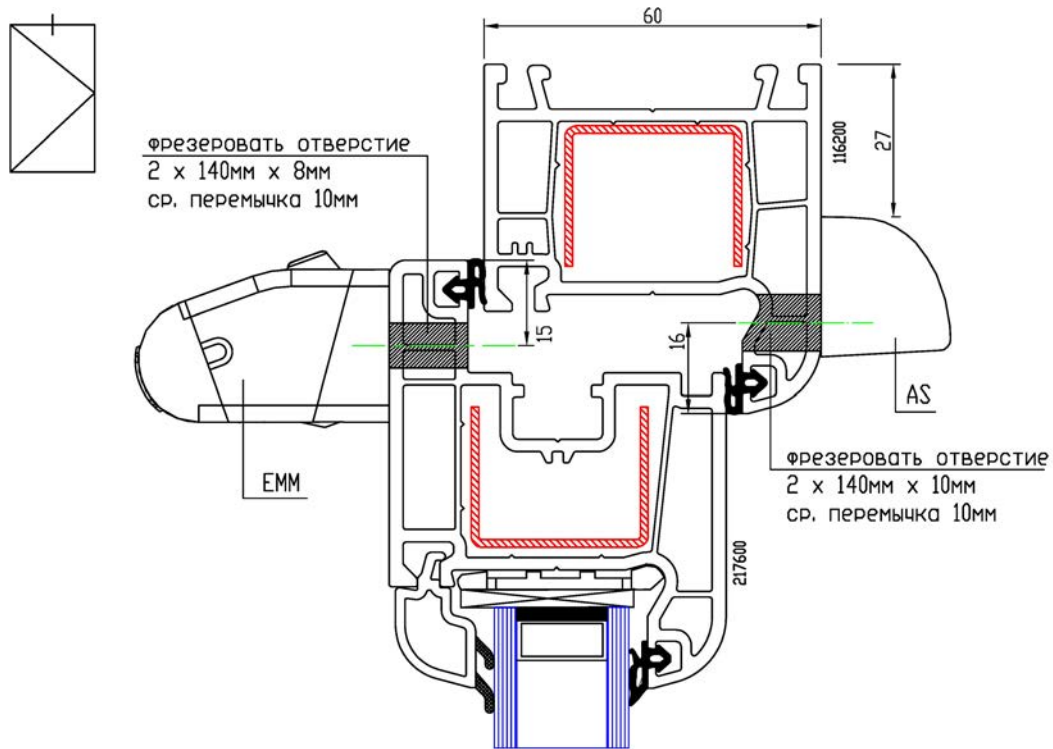 60
116200
27
фрезеровать отверстие
2 x 140мм x 8мм
ср. перемычка 10мм
15
16
AS
EMM
фрезеровать отверстие
2 x 140мм x 10мм
ср. перемычка 10мм
217600